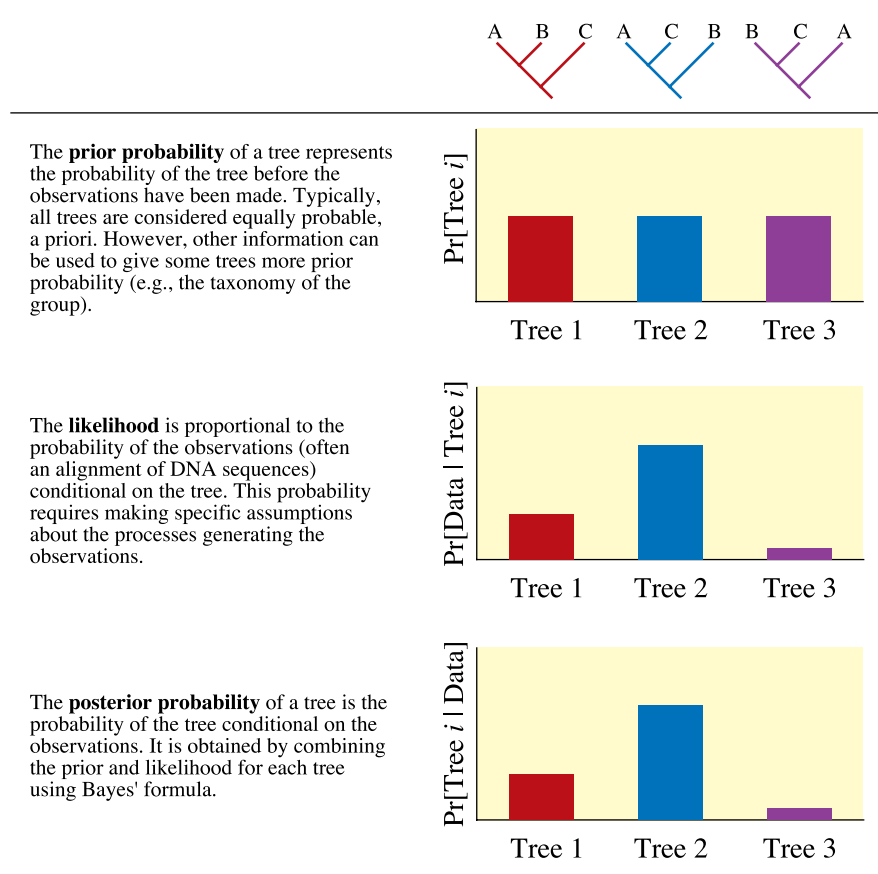 A B C A C B B C A
The prior probability of a tree represents
the probability of the tree before the
observations have been made. Typically,
all trees are considered equally probable,
a priori. However, other information can
be used to give some trees more prior
probability (e.g., the taxonomy of the
group).
Pr[Tree i]
Tree 1 Tree 2 Tree 3
The likelihood is proportional to the
probability of the observations (often
an alignment of DNA sequences)
conditional on the tree. This probability
requires making specific assumptions
about the processes generating the
observations.
Pr[Data | Tree i]
Tree 1 Tree 2 Tree 3
The posterior probability of a tree is the
probability of the tree conditional on the
observations. It is obtained by combining
the prior and likelihood for each tree
using Bayes' formula.
Pr[Tree i | Data]
Tree 1 Tree 2 Tree 3